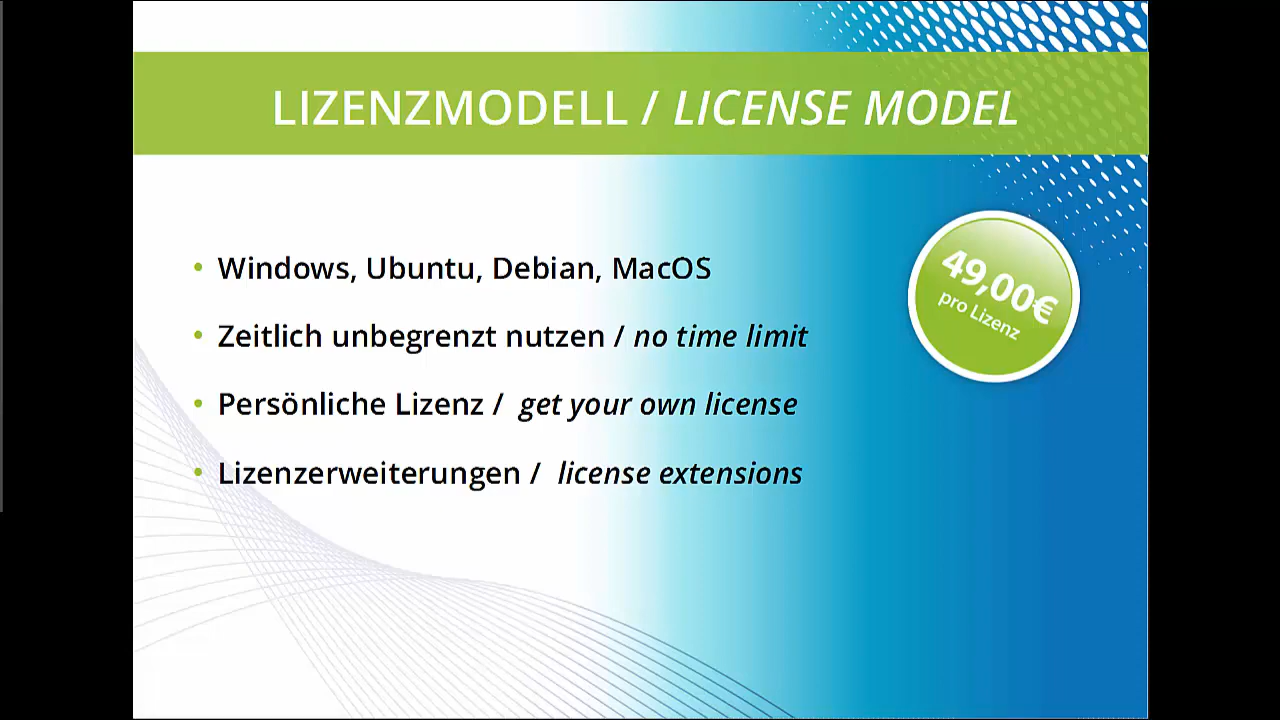 LIZENZMODELL / LICENSE MODEL
• Windows, Ubuntu, Debian, MacOS
• Zeitlich unbegrenzt nutzen / no time limit
• Persönliche Lizenz / get your own license
• Lizenzerweiterungen / license extensions
49,00€
pro Lizenz